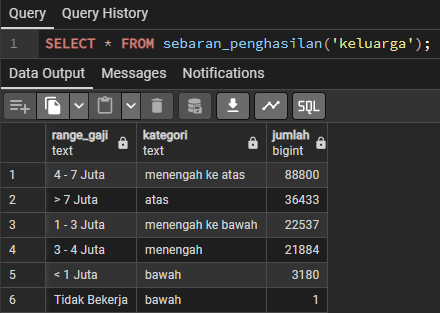 Query Query History
1 SELECT * FROM sebaran_penghasilan('keluarga');
Data Output Messages Notifications
SQL
range_gaji kategori jumlah
text text bigint
1 4 - 7 Juta menengah ke atas 88800
2 > 7 Juta atas 36433
3 1 - 3 Juta menengah ke bawah 22537
4 3 - 4 Juta menengah 21884
5 < 1 Juta bawah 3180
6 Tidak Bekerja bawah 1